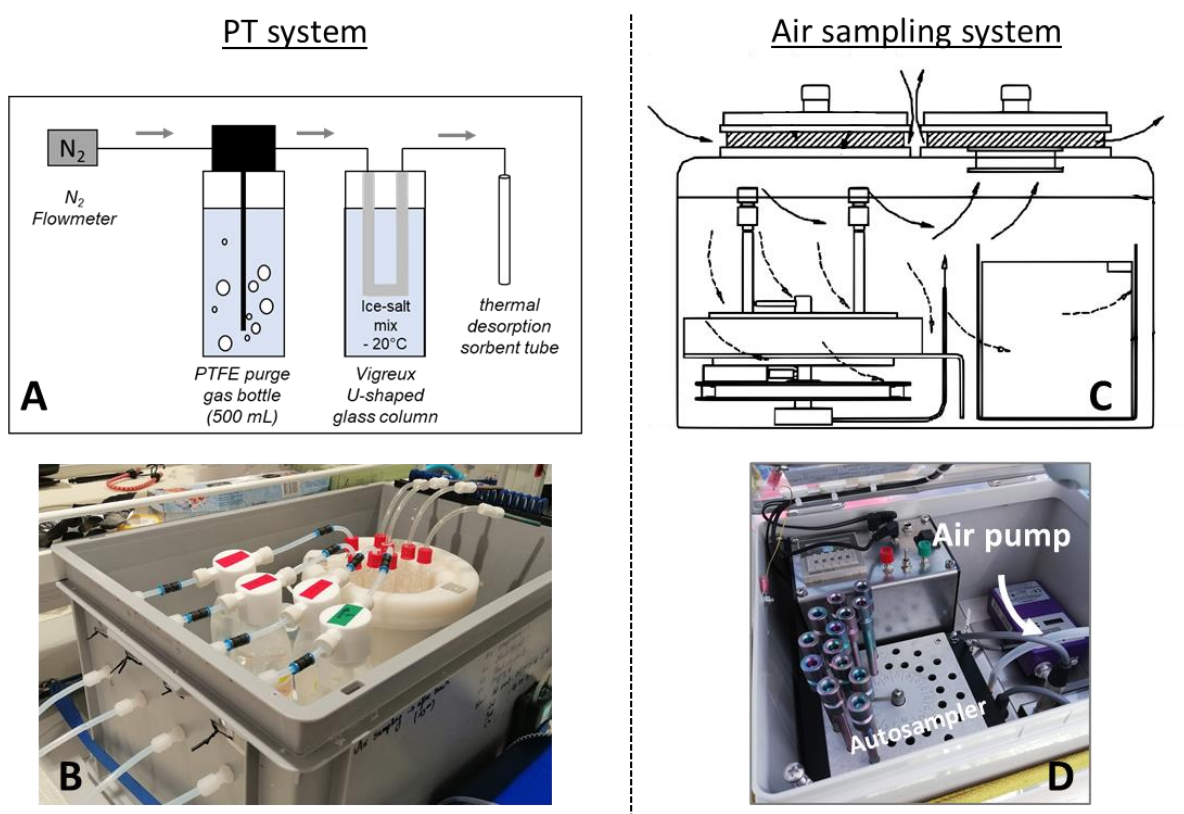 PT system
Air sampling system
N2
N2
Flowmeter
Ice-salt
mix
- 20°C
thermal
desorption
sorbent tube
PTFE purge
gas bottle
(500 mL)
Vigreux
U-shaped
glass column
A
C
B
Air pump
Autosampler
D